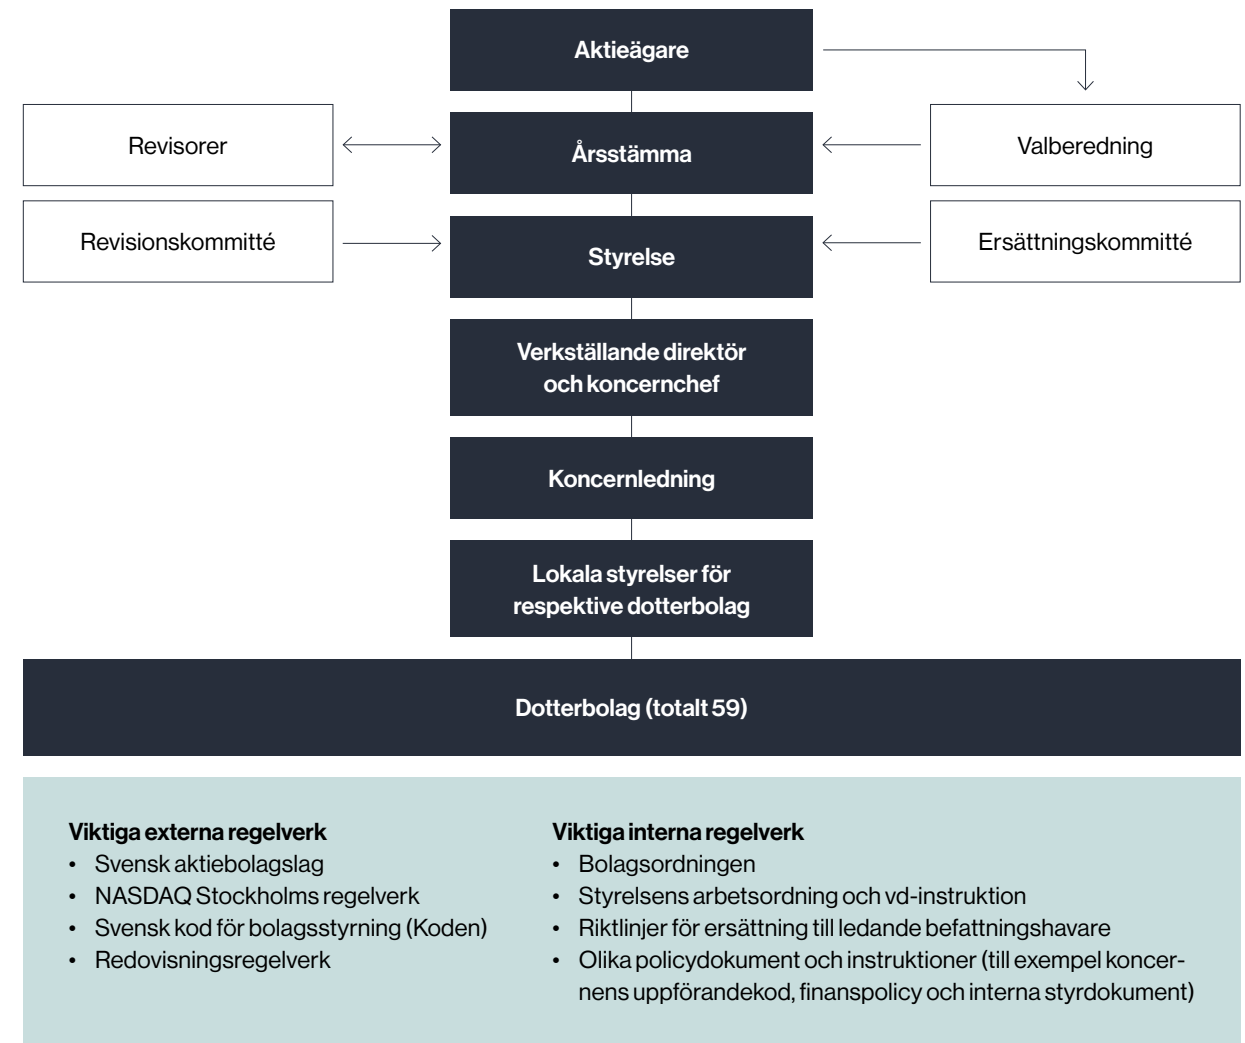 Aktieägare
Revisorer
Årsstämma
Valberedning
Revisionskommitté
Styrelse
Ersättningskommitté
Verkställande direktör
och koncernchef
Koncernledning
Lokala styrelser för
respektive dotterbolag
Dotterbolag (totalt 59)
Viktiga externa regelverk
• Svensk aktiebolagslag
• NASDAQ Stockholms regelverk
• Svensk kod för bolagsstyrning (Koden)
• Redovisningsregelverk
Viktiga interna regelverk
• Bolagsordningen
• Styrelsens arbetsordning och vd-instruktion
• Riktlinjer för ersättning till ledande befattningshavare
• Olika policydokument och instruktioner (till exempel koncer-
nens uppförandekod, finanspolicy och interna styrdokument)